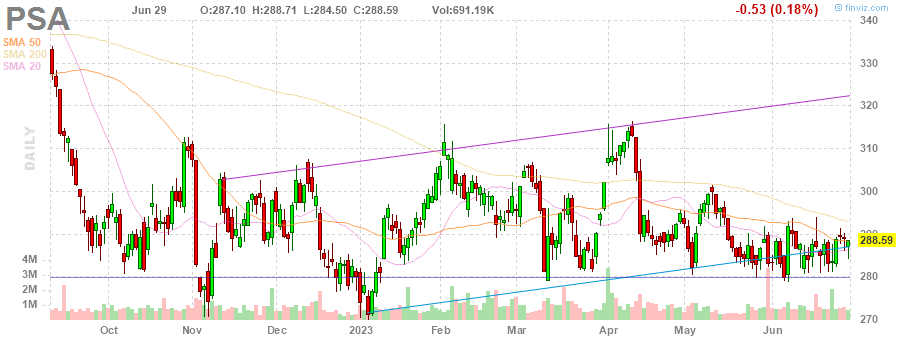 PSA Jun 29 O:287.10 H:288.71 L:284.50 C:288.59 Vol:691.19K -0.53 (0.18%) © finviz.com
SMA 50
SMA 200
SMA 20
DAILY
340
330
320
310
300
290
288.59
280
270
4M
3M
2M
1M
Oct Nov Dec 2023 Feb Mar Apr May Jun